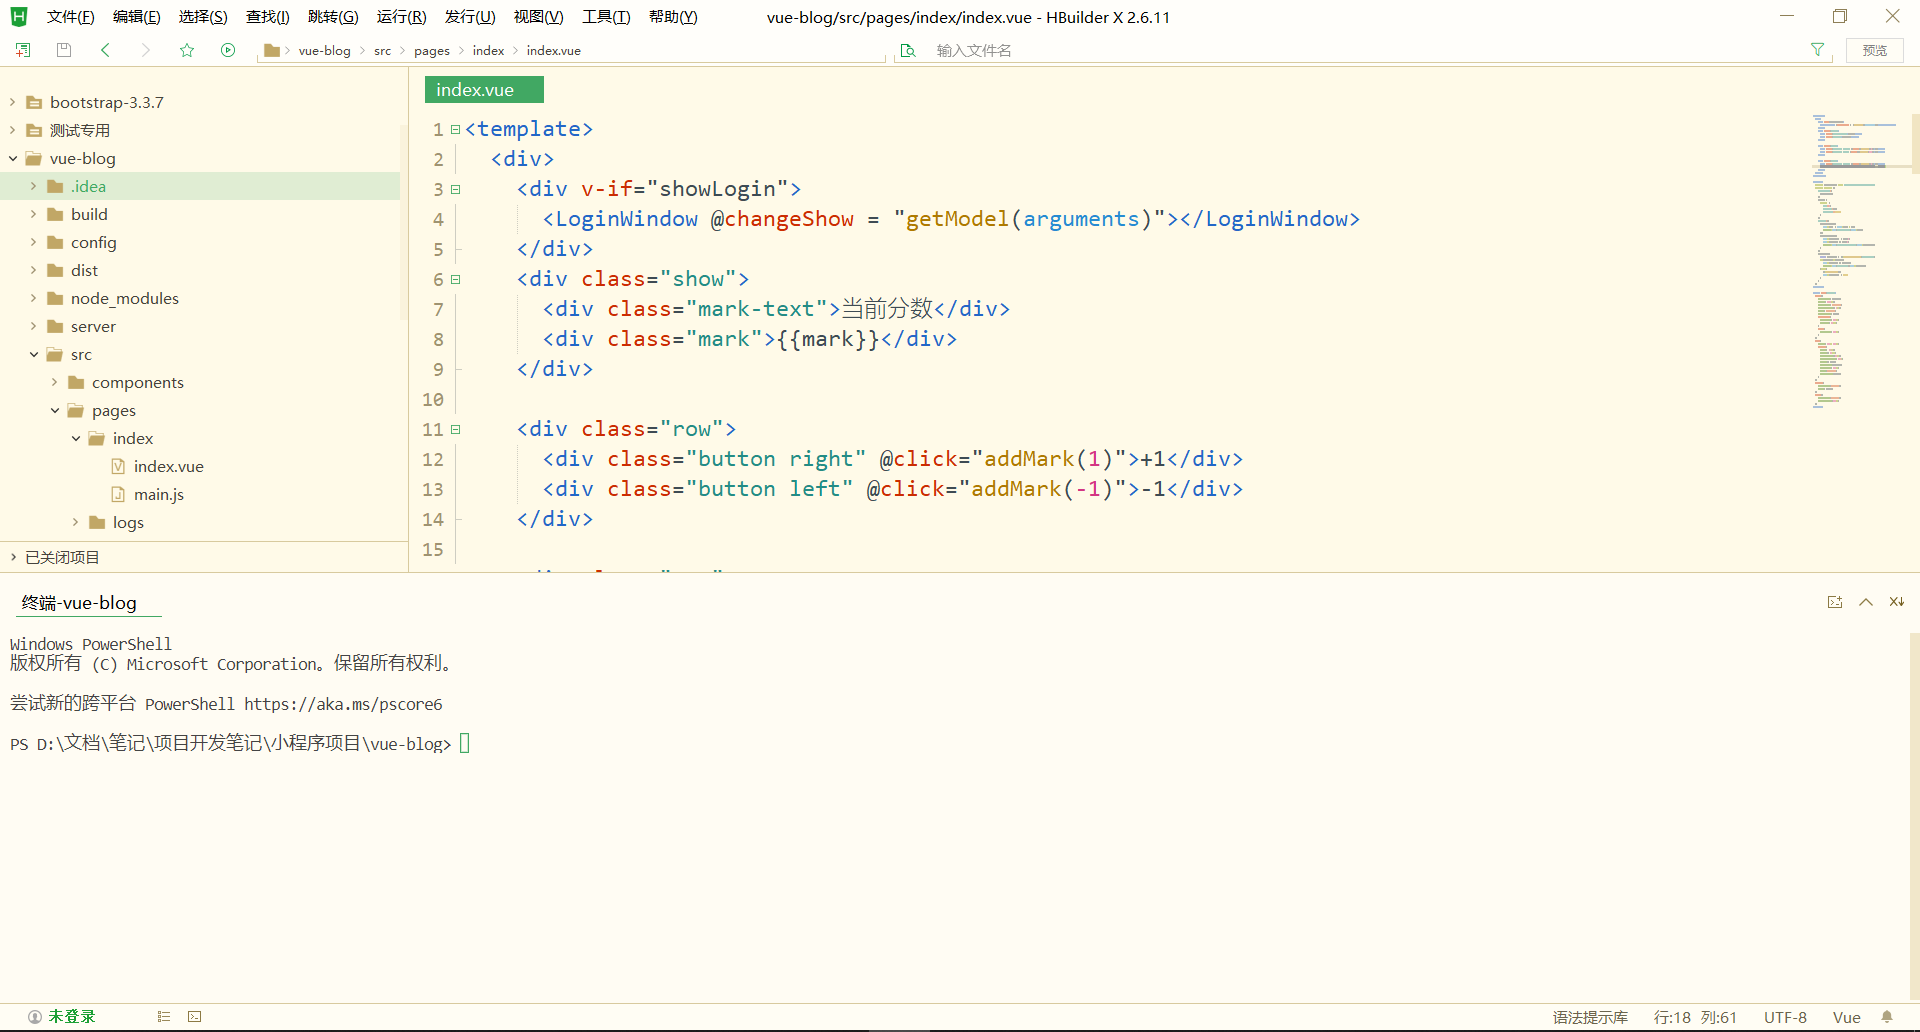 文件(F) 编辑(E) 选择(S) 查找(I) 跳转(G) 运行(R) 发行(U) 视图(V) 工具(T) 帮助(Y) vue-blog/src/pages/index/index.vue - HBuilder X 2.6.11
vue-blog src pages index index.vue 输入文件名 预览
bootstrap-3.3.7
测试专用
vue-blog
.idea
build
config
dist
node_modules
server
src
components
pages
index
index.vue
main.js
logs
已关闭项目
index.vue
1 <template>
2 <div>
3 <div v-if="showLogin">
4 <LoginWindow @changeShow = "getModel(arguments)"></LoginWindow>
5 </div>
6 <div class="show">
7 <div class="mark-text">当前分数</div>
8 <div class="mark">{{mark}}</div>
9 </div>
10
11 <div class="row">
12 <div class="button right" @click="addMark(1)">+1</div>
13 <div class="button left" @click="addMark(-1)">-1</div>
14 </div>
15
终端-vue-blog
Windows PowerShell
版权所有 (C) Microsoft Corporation。保留所有权利。
尝试新的跨平台 PowerShell https://aka.ms/pscore6
PS D:\文档\笔记\项目开发笔记\小程序项目\vue-blog>
未登录 语法提示库 行:18 列:61 UTF-8 Vue